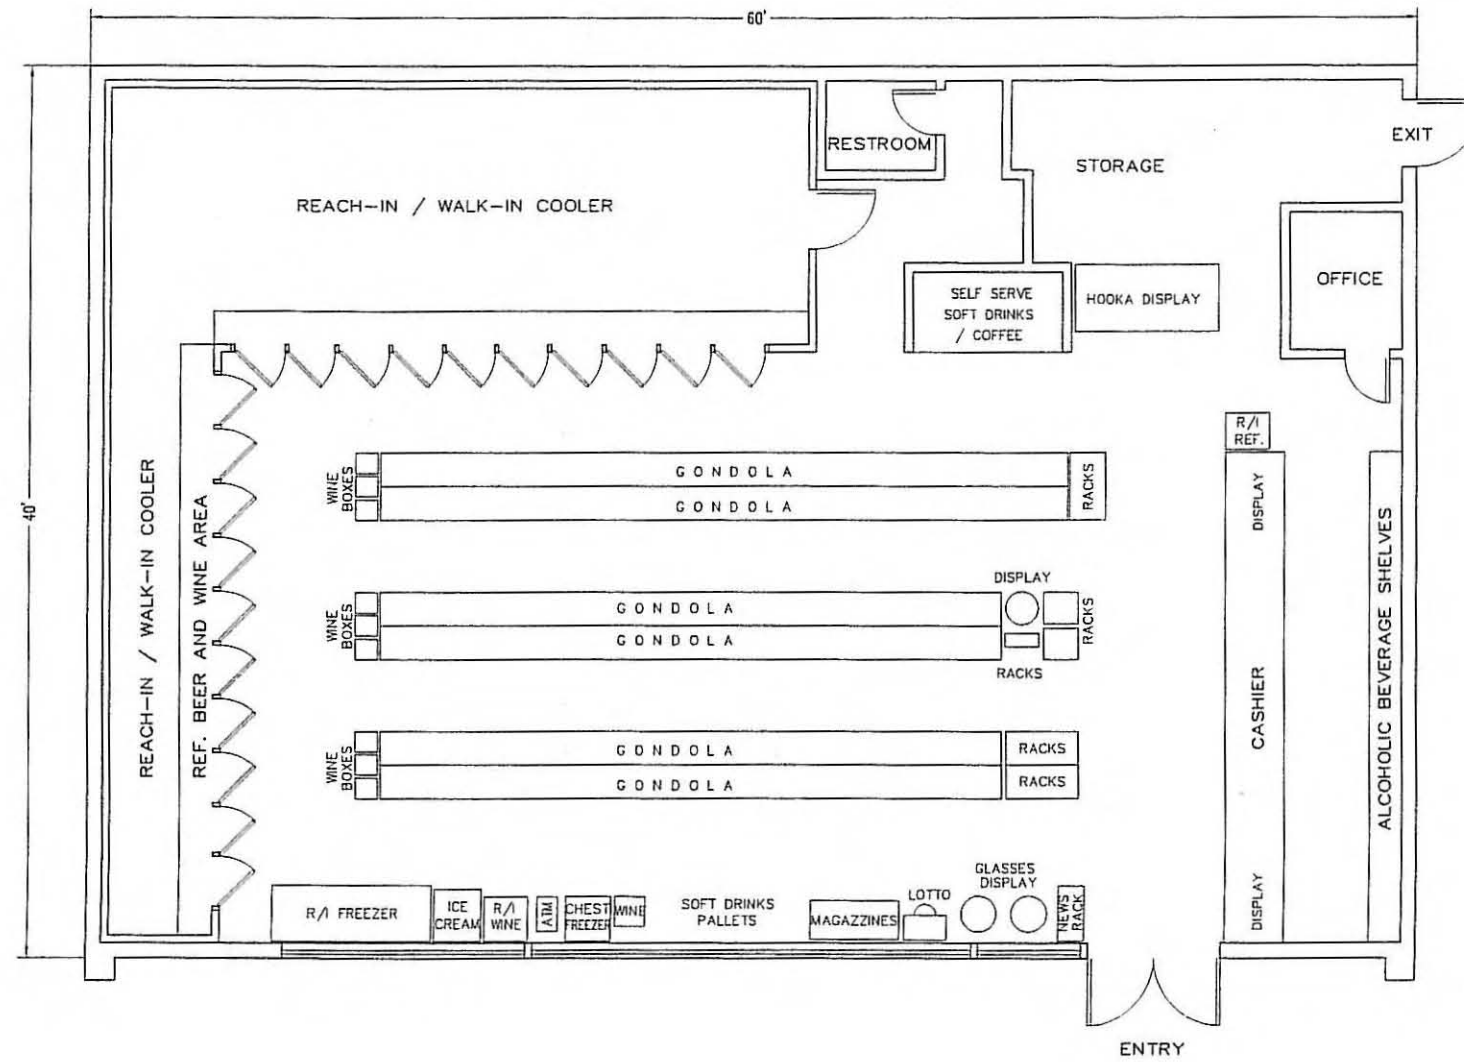 60'
40'
RESTROOM
EXIT
STORAGE
REACH-IN / WALK-IN COOLER
OFFICE
SELF SERVE
SOFT DRINKS
/ COFFEE
HOOKA DISPLAY
R/I
REF.
REACH-IN / WALK-IN COOLER
REF. BEER AND WINE AREA
WINE
BOXES
GONDOLA
GONDOLA
RACKS
DISPLAY
DISPLAY
WINE
BOXES
GONDOLA
GONDOLA
RACKS
RACKS
CASHIER
ALCOHOLIC BEVERAGE SHELVES
WINE
BOXES
GONDOLA
GONDOLA
RACKS
RACKS
GLASSES
DISPLAY
DISPLAY
R/I FREEZER
ICE
CREAM
R/I
WINE
ATM
CHEST
FREEZER
WINE
SOFT DRINKS
PALLETS
MAGAZZINES
LOTTO
NEWS
RACK
ENTRY